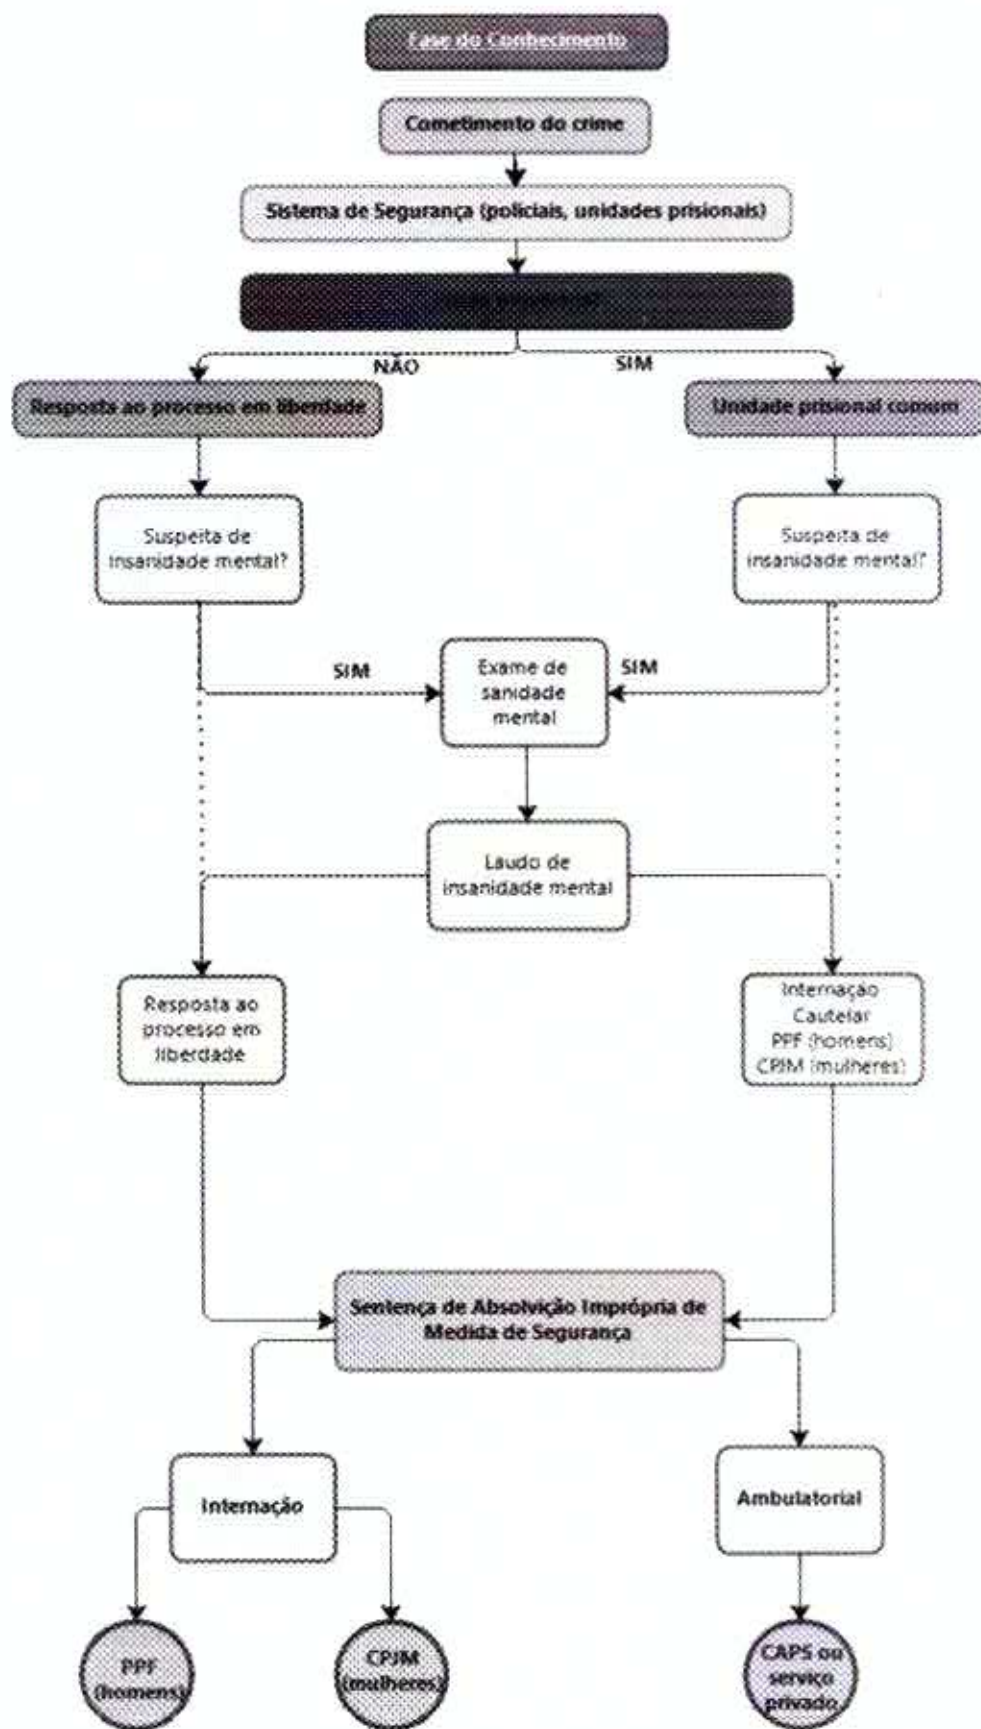 Fase do Conhecimento
Cometimento do crime
Sistema de Segurança (policiais, unidades prisionais)
NÃO
SIM
Resposta ao processo em liberdade
Unidade prisional comum
Suspeita de
insanidade mental?
Suspeita de
insanidade mental?
SIM
Exame de
sanidade
mental
SIM
Laudo de
insanidade mental
Resposta ao
processo em
liberdade
Internação
Cautelar
PPF (homens)
CPJM (mulheres)
Sentença de Absolvição Imprópria de
Medida de Segurança
Internação
Ambulatorial
PPF
(homens)
CPJM
(mulheres)
CAPS ou
serviço
privado